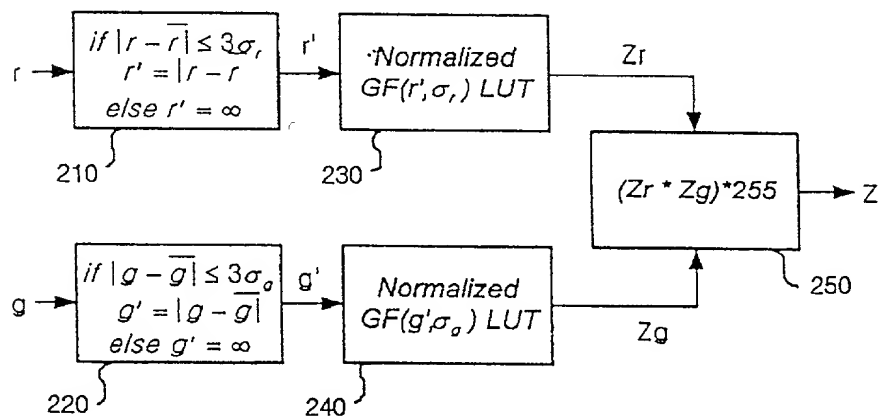 r
if |r - r̅| ≤ 3σᵣ
r' = |r - r
else r' = ∞
210
r'
Normalized
GF(r',σᵣ) LUT
230
Zr
(Zr * Zg)*255
250
Z
g
if |g - g̅| ≤ 3σg
g' = |g - g̅|
else g' = ∞
220
g'
Normalized
GF(g',σg) LUT
240
Zg